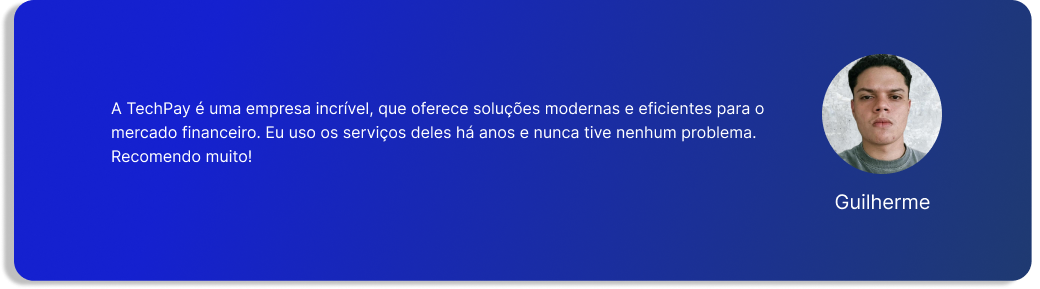 A TechPay é uma empresa incrível, que oferece soluções modernas e eficientes para o
mercado financeiro. Eu uso os serviços deles há anos e nunca tive nenhum problema.
Recomendo muito!
Guilherme